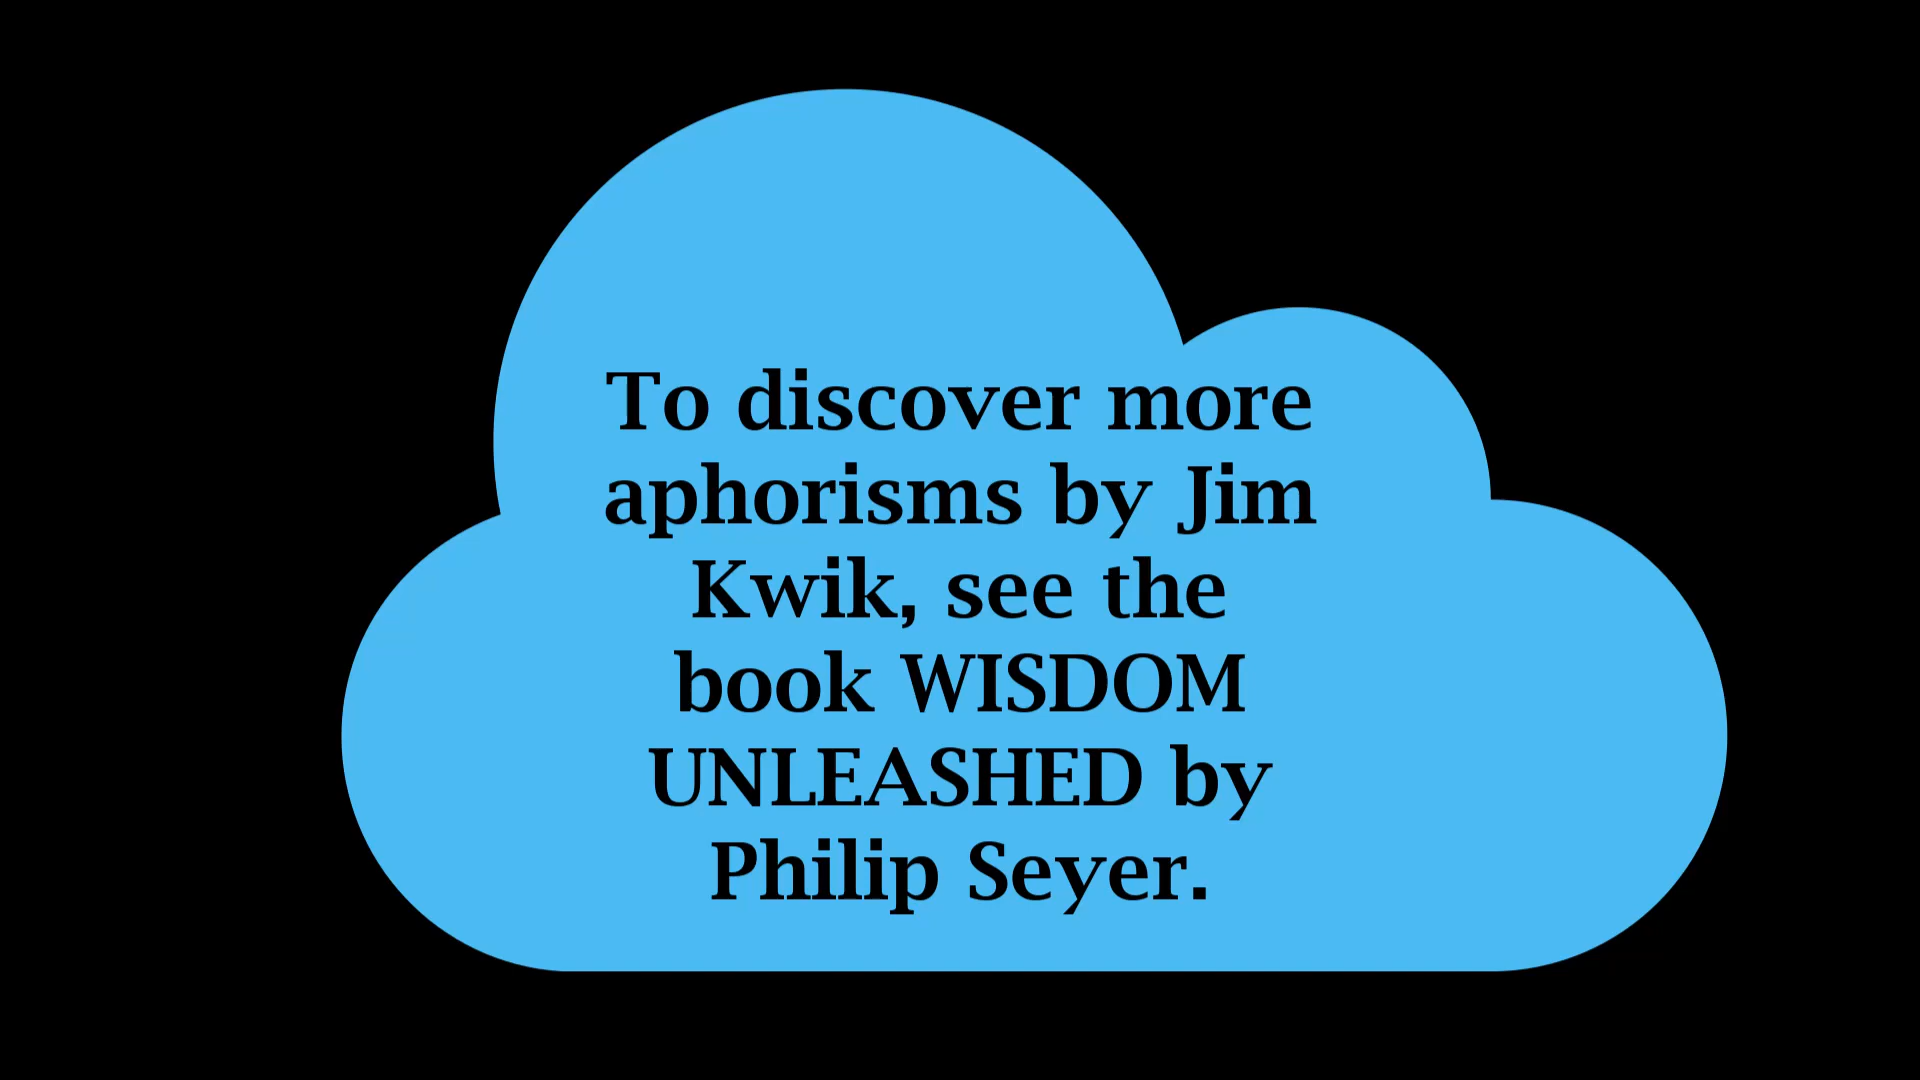 To discover more
aphorisms by Jim
Kwik, see the
book WISDOM
UNLEASHED by
Philip Seyer.